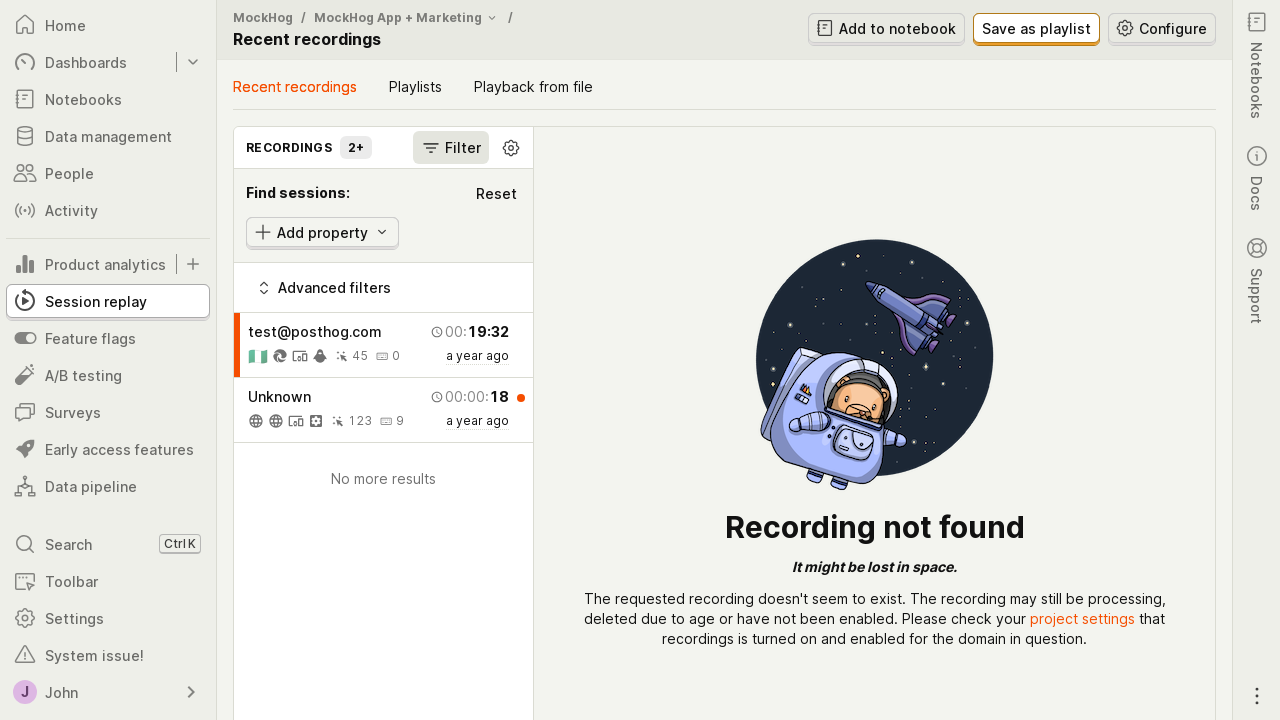 Home
Dashboards
Notebooks
Data management
People
Activity
Product analytics
Session replay
Feature flags
A/B testing
Surveys
Early access features
Data pipeline
Search Ctrl K
Toolbar
Settings
System issue!
J John
MockHog / MockHog App + Marketing /
Recent recordings
Add to notebook
Save as playlist
Configure
Recent recordings Playlists Playback from file
RECORDINGS 2+ Filter
Find sessions: Reset
Add property
Advanced filters
test@posthog.com 00:19:32
45 0 a year ago
Unknown 00:00:18
123 9 a year ago
No more results
Recording not found
It might be lost in space.
The requested recording doesn't seem to exist. The recording may still be processing,
deleted due to age or have not been enabled. Please check your project settings that
recordings is turned on and enabled for the domain in question.
Notebooks
Docs
Support